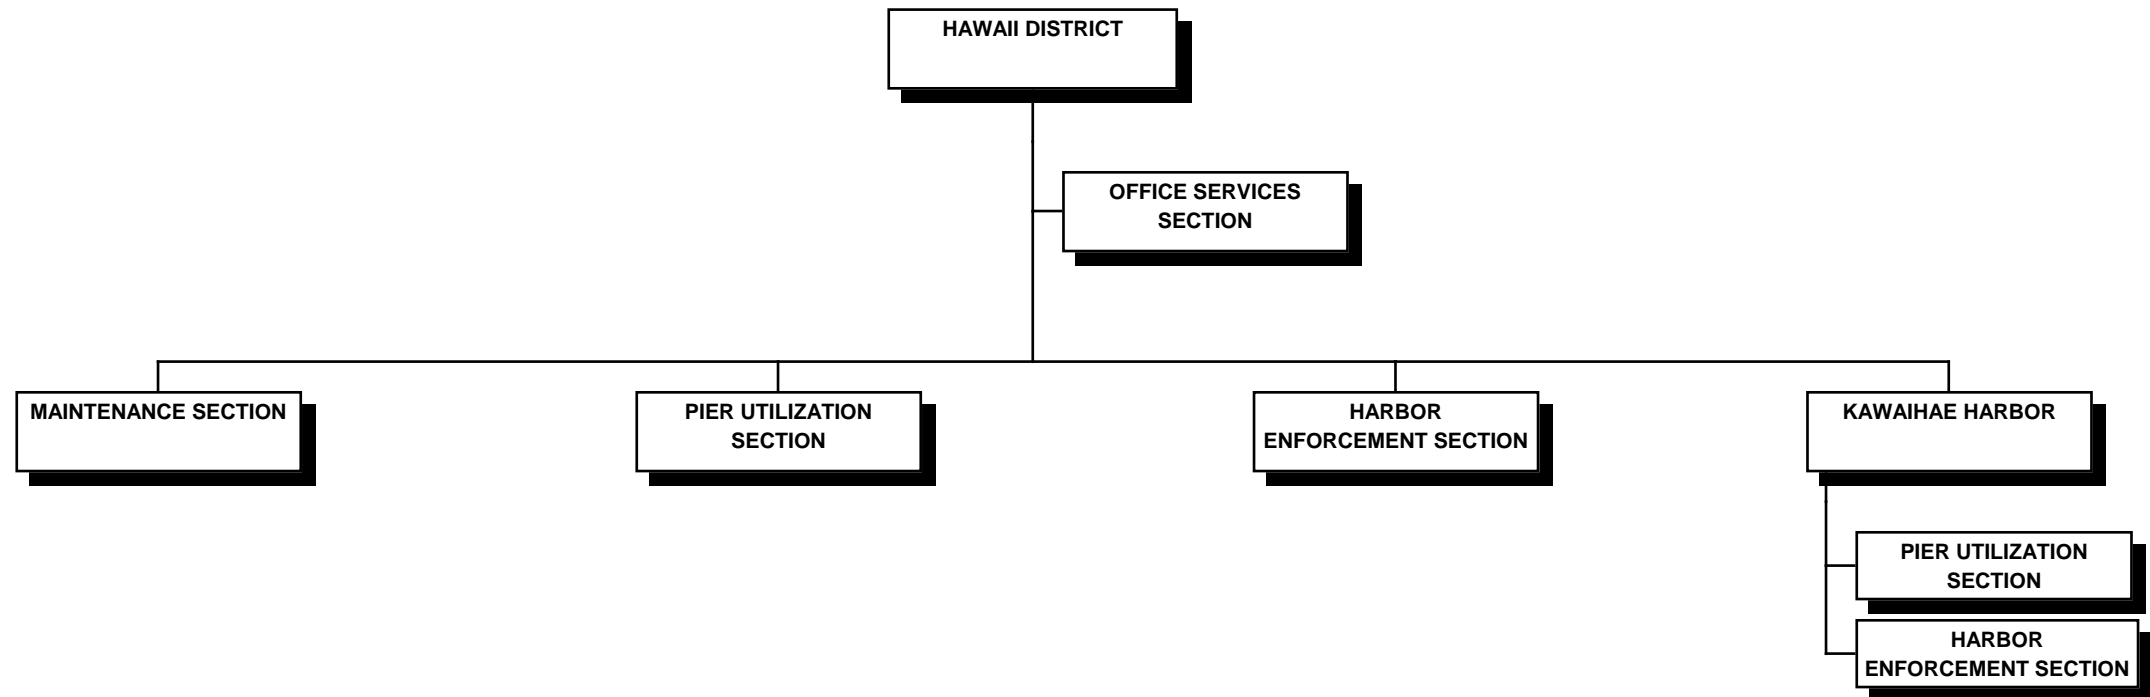 HAWAII DISTRICT
OFFICE SERVICES
SECTION
MAINTENANCE SECTION
PIER UTILIZATION
SECTION
HARBOR
ENFORCEMENT SECTION
KAWAIHAE HARBOR
PIER UTILIZATION
SECTION
HARBOR
ENFORCEMENT SECTION